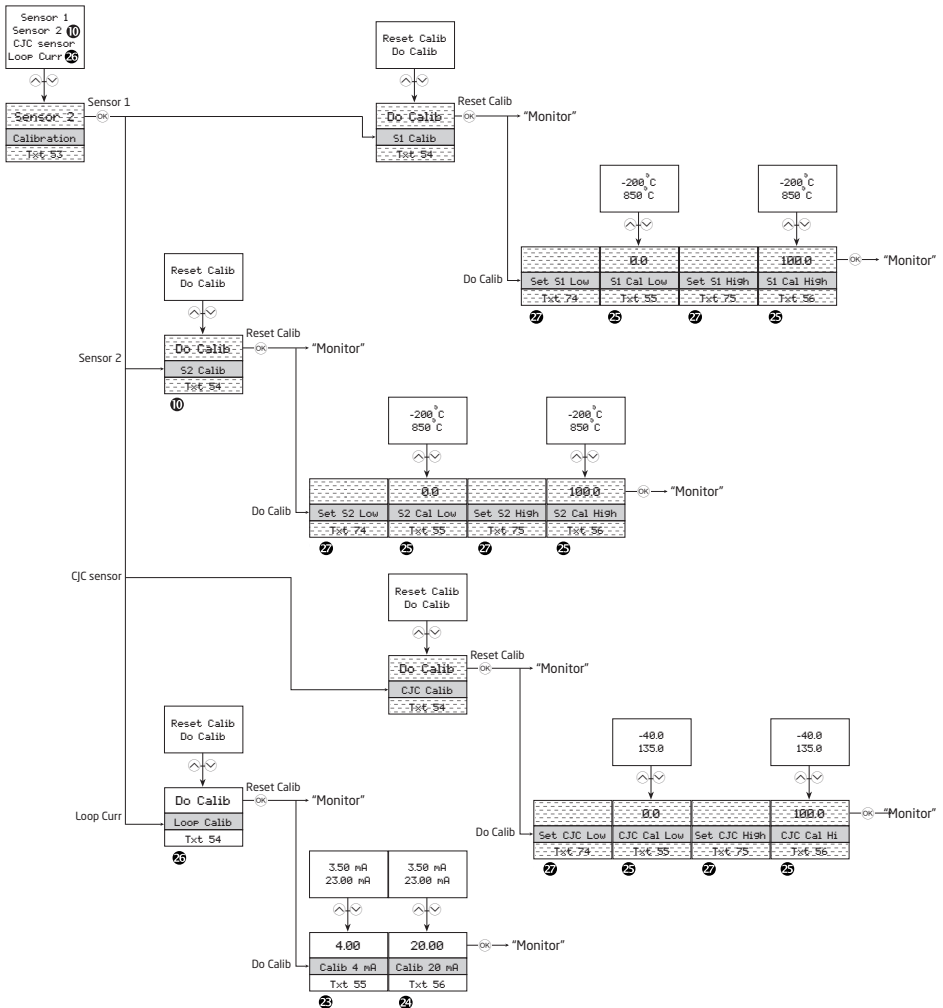 Sensor 1
Sensor 2 10
CJC sensor
Loop Curr 26
Sensor 2
Calibration
Txt 53
Sensor 1
OK
Reset Calib
Do Calib
Do Calib
S1 Calib
Txt 54
Reset Calib
OK
"Monitor"
-200°C
850°C
-200°C
850°C
Do Calib
0.0
100.0
Set S1 Low
S1 Cal Low
Set S1 High
S1 Cal High
Txt 74
Txt 55
Txt 75
Txt 56
27
25
27
25
OK
"Monitor"
Sensor 2
Reset Calib
Do Calib
Do Calib
S2 Calib
Txt 54
10
Reset Calib
OK
"Monitor"
-200°C
850°C
-200°C
850°C
Do Calib
0.0
100.0
Set S2 Low
S2 Cal Low
Set S2 High
S2 Cal High
Txt 74
Txt 55
Txt 75
Txt 56
27
25
27
25
OK
"Monitor"
CJC sensor
Reset Calib
Do Calib
Do Calib
CJC Calib
Txt 54
Reset Calib
OK
"Monitor"
-40.0
135.0
-40.0
135.0
Do Calib
0.0
100.0
Set CJC Low
CJC Cal Low
Set CJC High
CJC Cal Hi
Txt 74
Txt 55
Txt 75
Txt 56
27
25
27
25
OK
"Monitor"
Loop Curr
Reset Calib
Do Calib
Do Calib
Loop Calib
Txt 54
26
Reset Calib
OK
"Monitor"
3.50 mA
23.00 mA
3.50 mA
23.00 mA
Do Calib
4.00
20.00
Calib 4 mA
Calib 20 mA
Txt 55
Txt 56
23
24
OK
"Monitor"